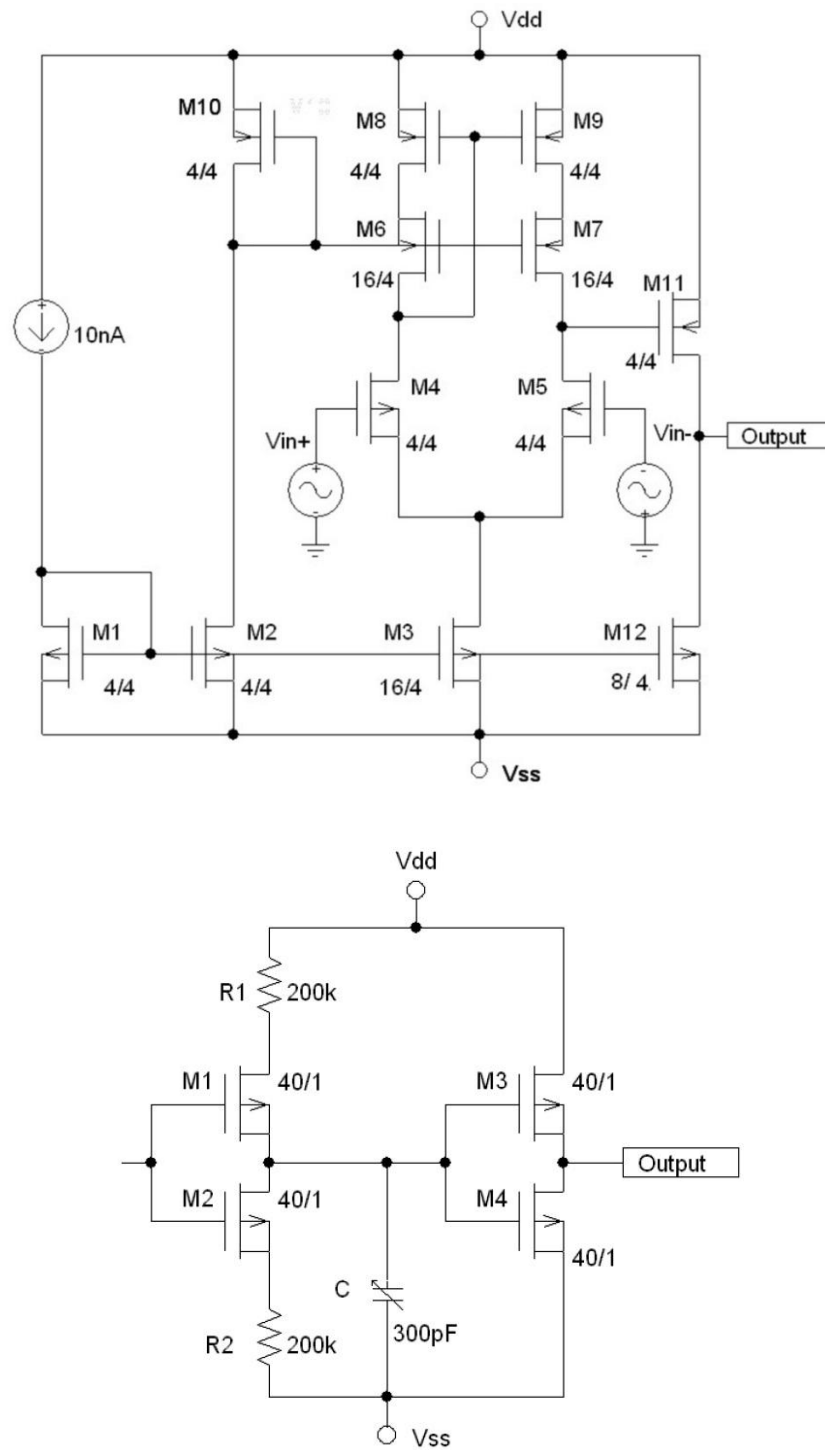 Vdd
M10
M8
M9
4/4
4/4
4/4
M6
M7
16/4
16/4
M11
10nA
4/4
M4
M5
Vin+
4/4
4/4
Vin-
Output
M1
M2
M3
M12
4/4
4/4
16/4
8/ 4.
Vss
Vdd
R1
200k
M1
40/1
M3
40/1
Output
M2
40/1
M4
40/1
C
300pF
R2
200k
Vss